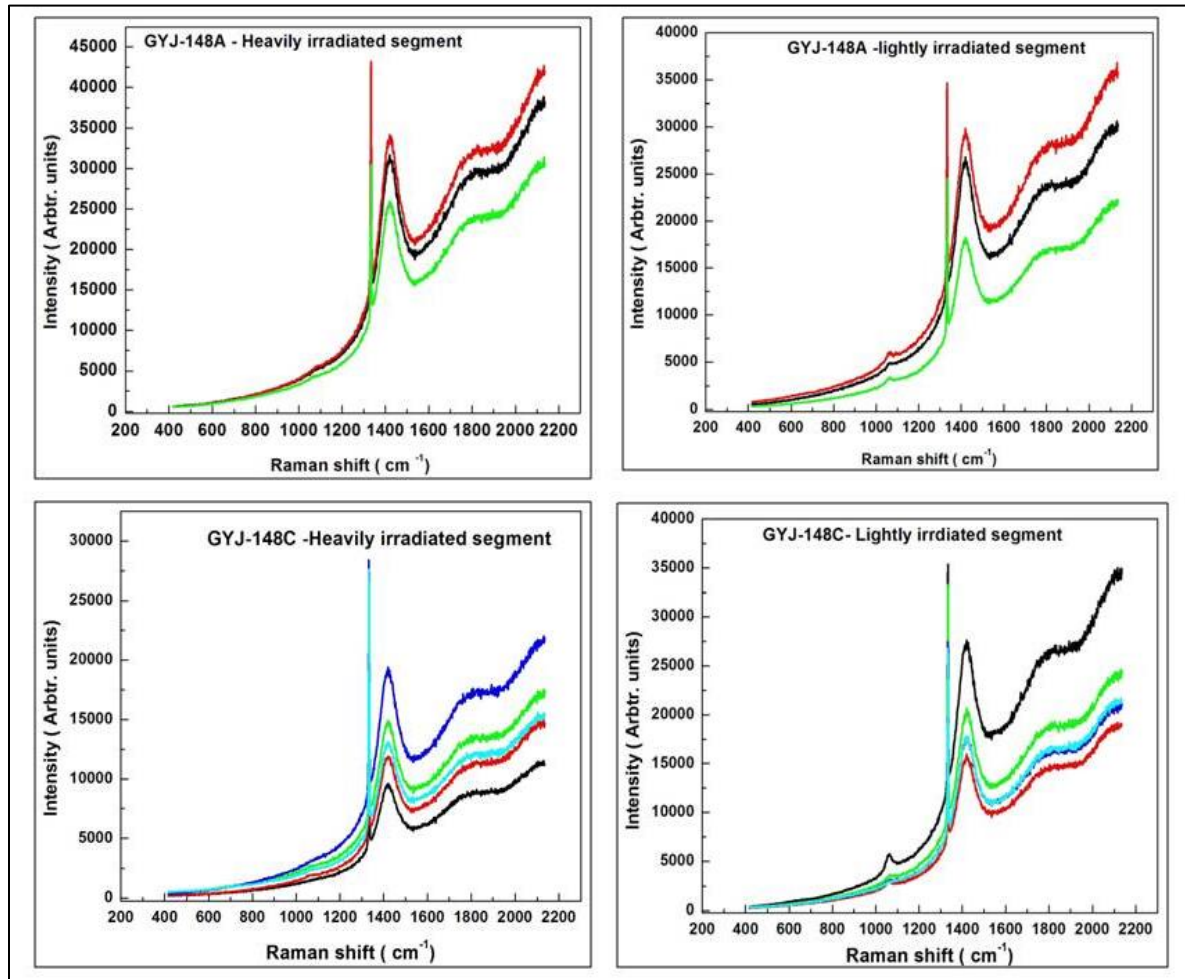 GYJ-148A - Heavily irradiated segment
45000
40000
35000
30000
25000
20000
15000
10000
5000
0
Intensity ( Arbtr. units)
200 400 600 800 1000 1200 1400 1600 1800 2000 2200
Raman shift ( cm⁻¹)
GYJ-148A -lightly irradiated segment
40000
35000
30000
25000
20000
15000
10000
5000
0
Intensity ( Arbtr. units)
200 400 600 800 1000 1200 1400 1600 1800 2000 2200
Raman shift ( cm⁻¹)
GYJ-148C -Heavily irradiated segment
30000
25000
20000
15000
10000
5000
0
Intensity ( Arbtr. units)
200 400 600 800 1000 1200 1400 1600 1800 2000 2200
Raman shift ( cm⁻¹)
GYJ-148C- Lightly irrdiated segment
40000
35000
30000
25000
20000
15000
10000
5000
0
Intensity ( Arbtr. units)
200 400 600 800 1000 1200 1400 1600 1800 2000 2200
Raman shift ( cm⁻¹)